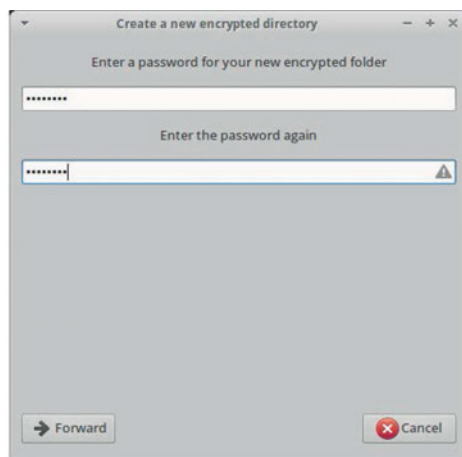 Create a new encrypted directory
Enter a password for your new encrypted folder
••••••••
Enter the password again
••••••••
Forward
Cancel